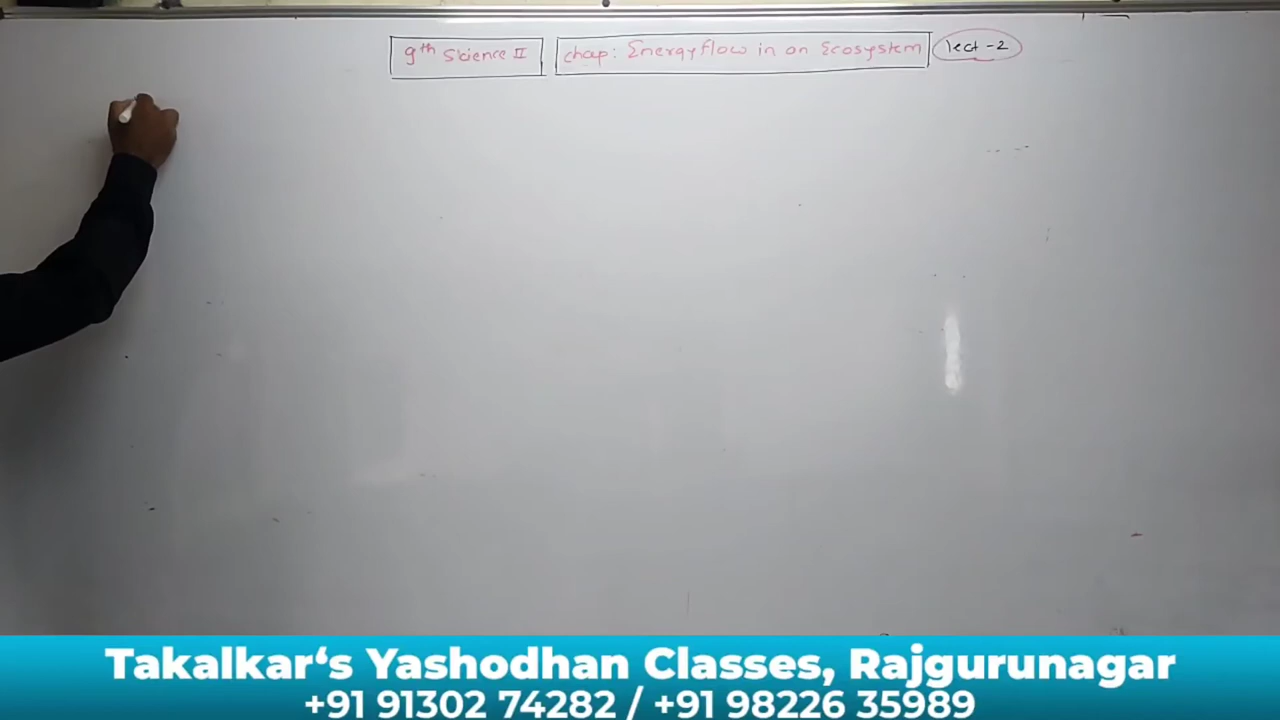 9th Science II chap: Energy flow in an Ecosystem lect-2
Takalkar‘s Yashodhan Classes, Rajgurunagar
+91 91302 74282 / +91 98226 35989